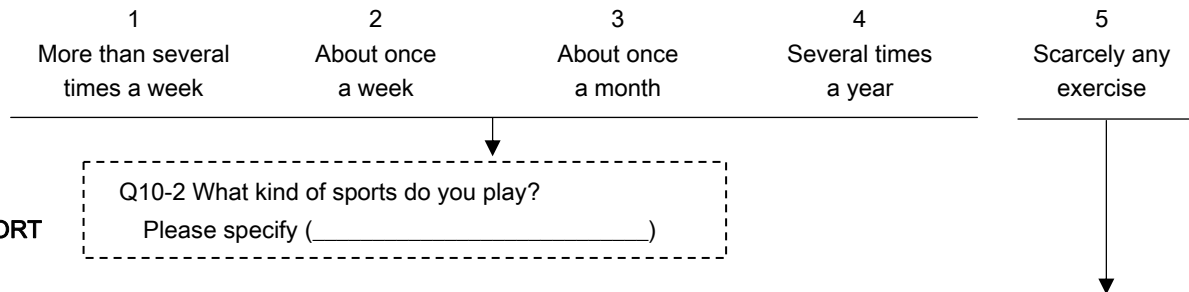 1 2 3 4 5
More than several About once About once Several times Scarcely any
times a week a week a month a year exercise
Q10-2 What kind of sports do you play?
ORT Please specify (____________________________)